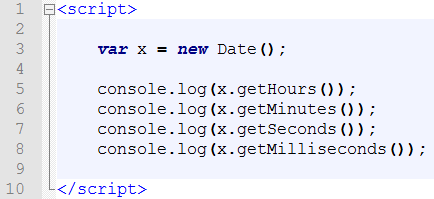 1 <script>
2
3 var x = new Date();
4
5 console.log(x.getHours());
6 console.log(x.getMinutes());
7 console.log(x.getSeconds());
8 console.log(x.getMilliseconds());
9
10 </script>